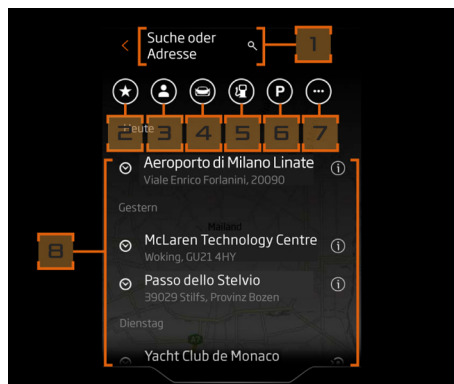 Suche oder
Adresse
1
P
2
3
4
5
6
7
Heute
Aeroporto di Milano Linate
Viale Enrico Forlanini, 20090
Gestern
Mailand
McLaren Technology Centre
Woking, GU21 4HY
8
Passo dello Stelvio
39029 Stilfs, Provinz Bozen
Dienstag
Yacht Club de Monaco